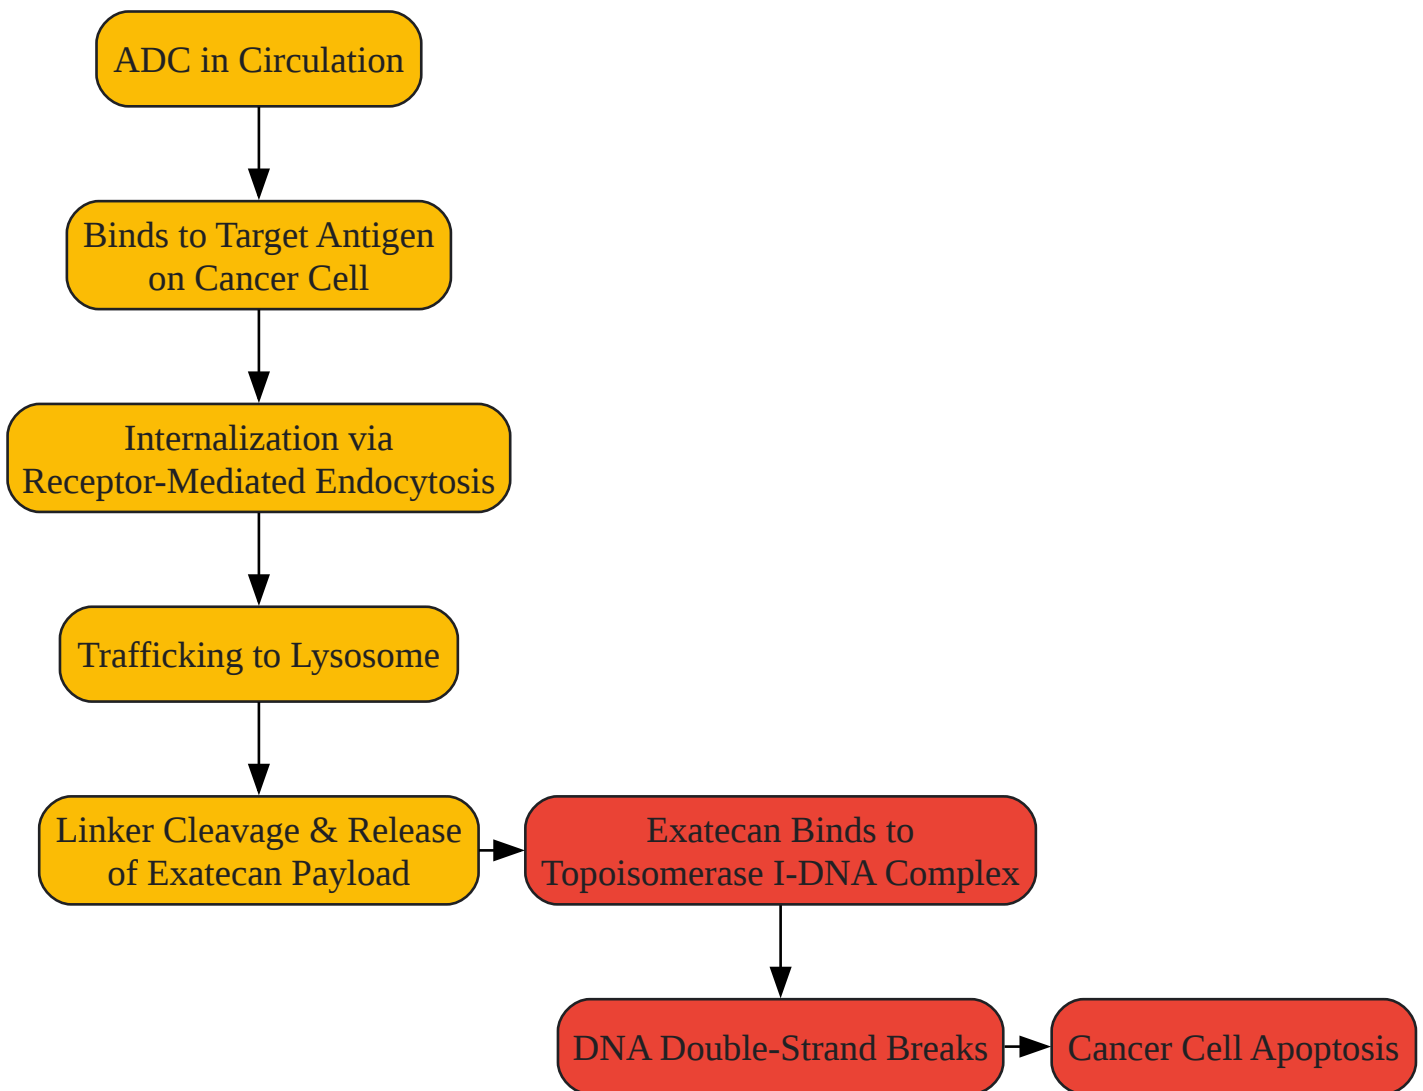 ADC in Circulation
Binds to Target Antigen
on Cancer Cell
Internalization via
Receptor-Mediated Endocytosis
Trafficking to Lysosome
Linker Cleavage & Release
of Exatecan Payload
Exatecan Binds to
Topoisomerase I-DNA Complex
DNA Double-Strand Breaks
Cancer Cell Apoptosis